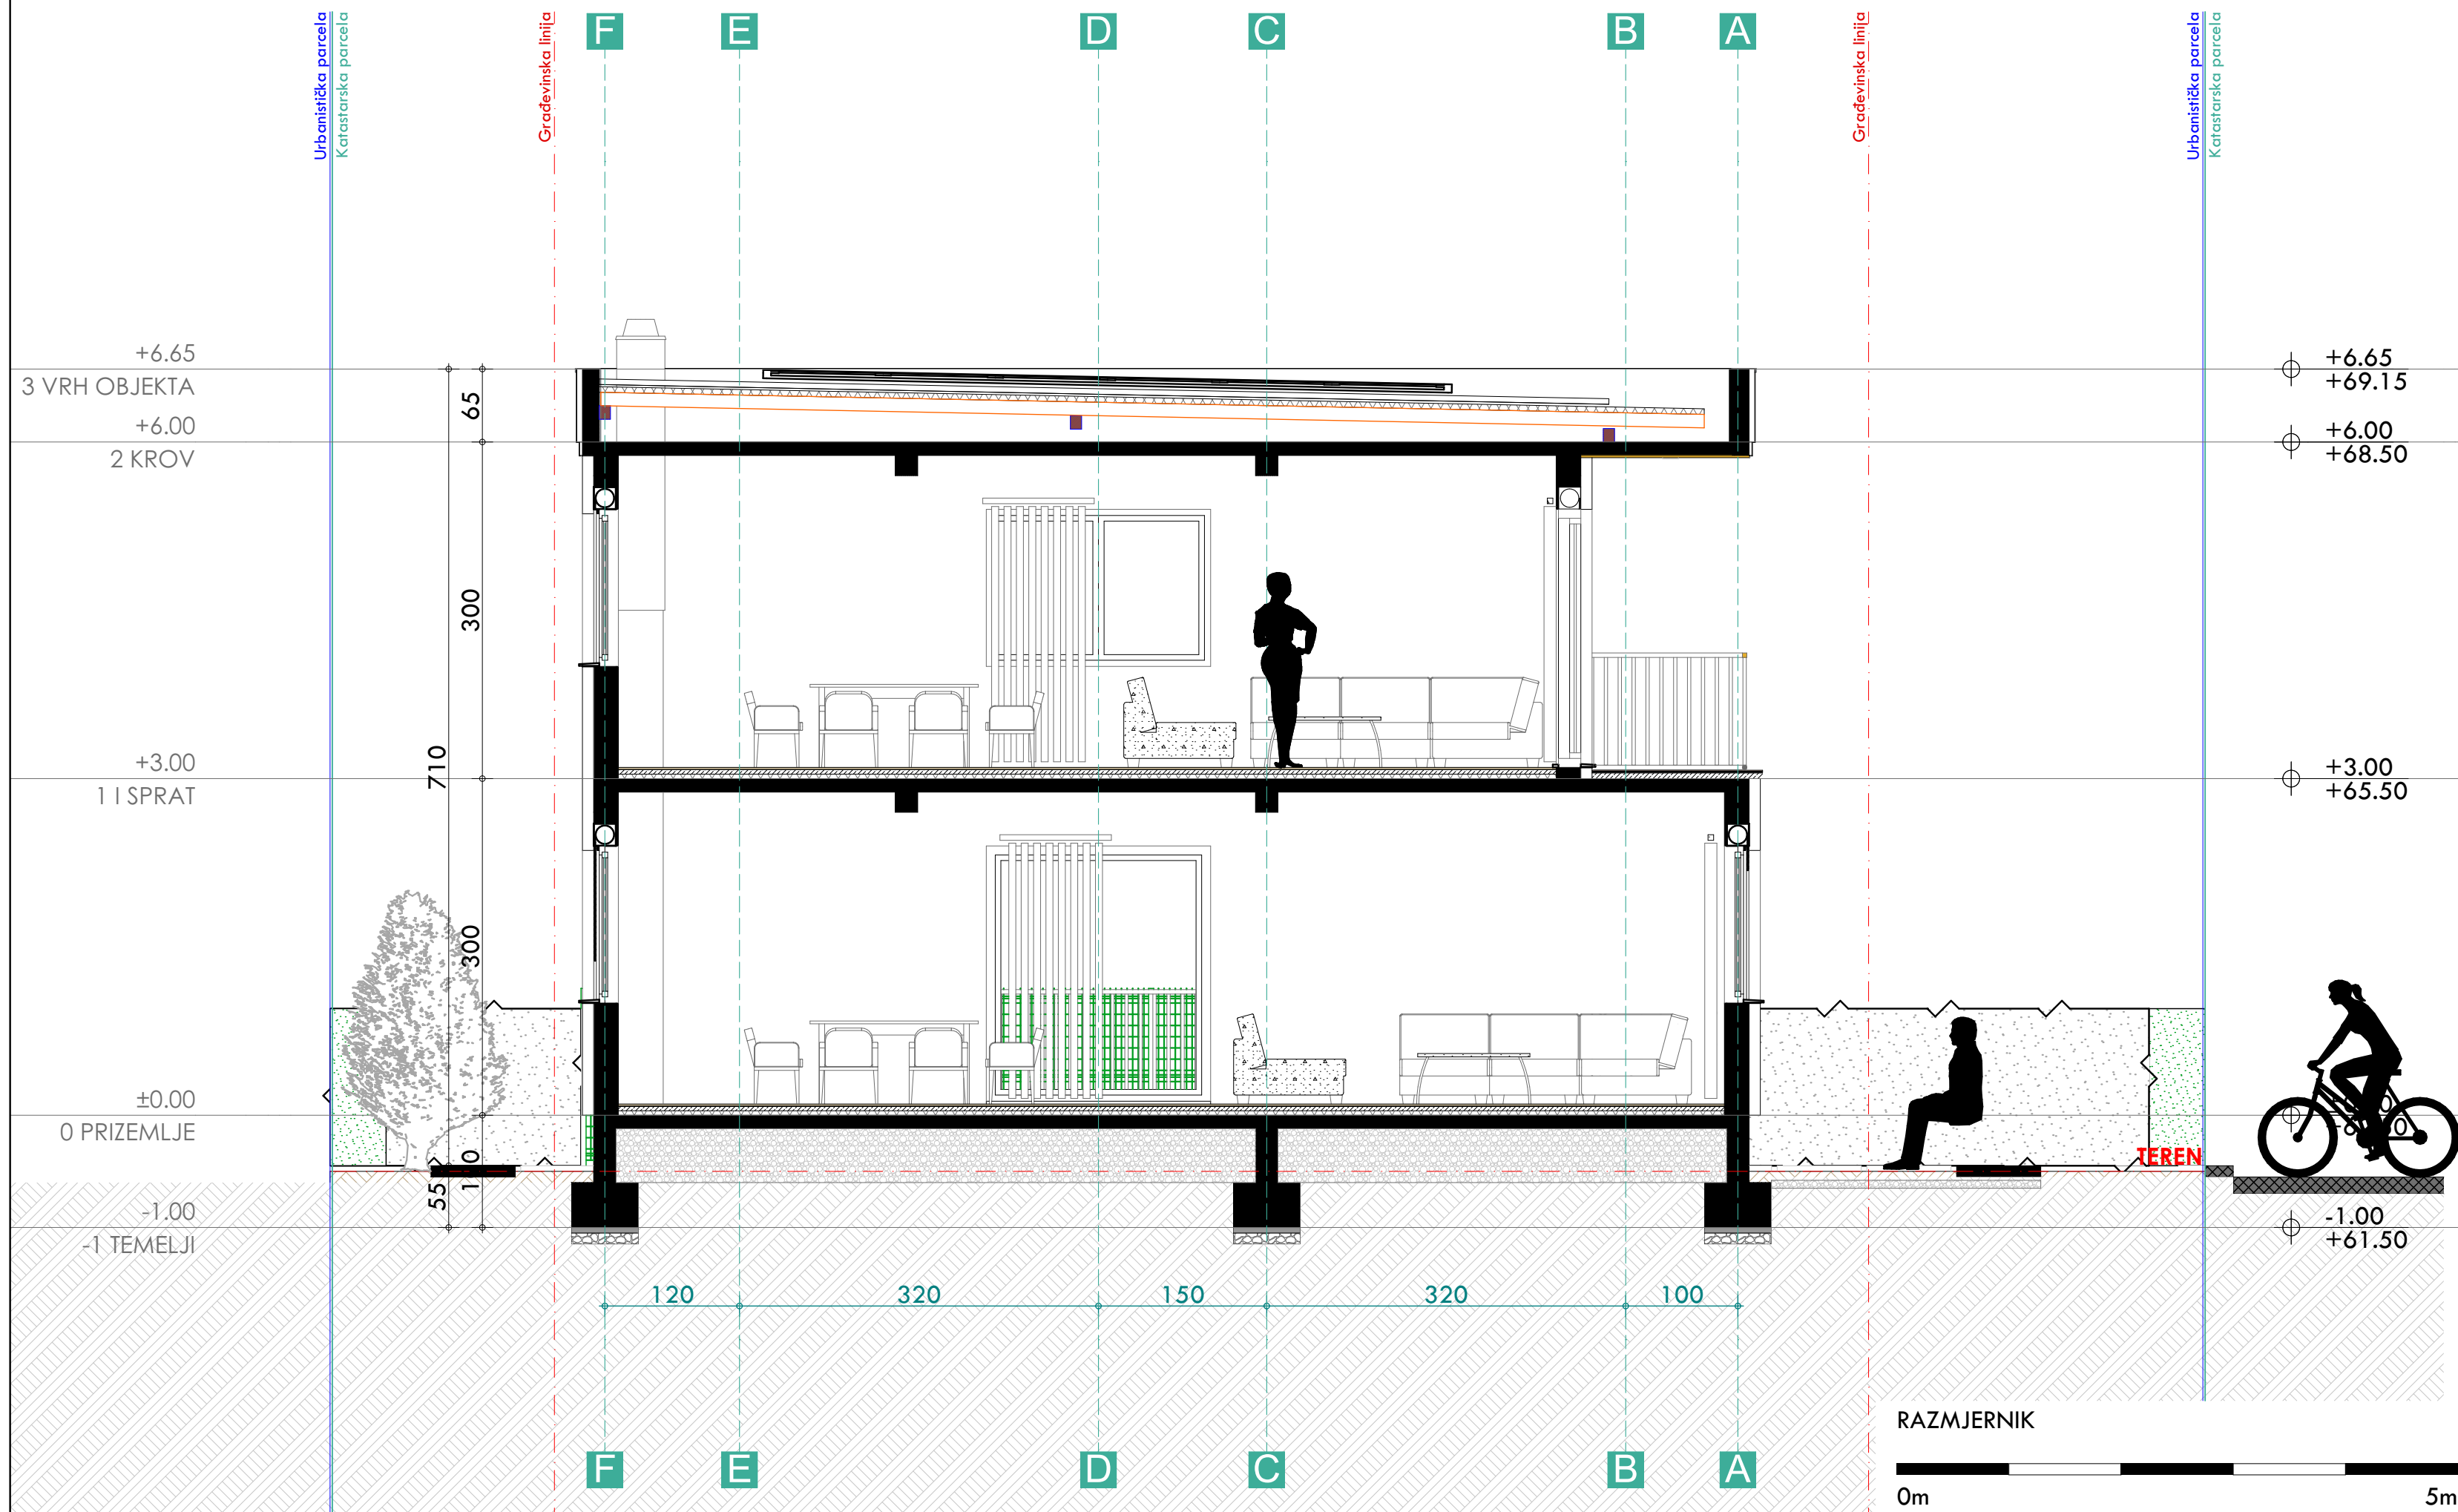 Urbanistička parcela
Katastarska parcela
Građevinska linija
F
E
D
C
B
A
Građevinska linija
Urbanistička parcela
Katastarska parcela
+6.65
3 VRH OBJEKTA
+6.00
2 KROV
+3.00
1 I SPRAT
±0.00
0 PRIZEMLJE
-1.00
-1 TEMELJI
65
300
710
300
100
55
+6.65
+69.15
+6.00
+68.50
+3.00
+65.50
TEREN
-1.00
+61.50
120
320
150
320
100
F
E
D
C
B
A
RAZMJERNIK
0m
5m